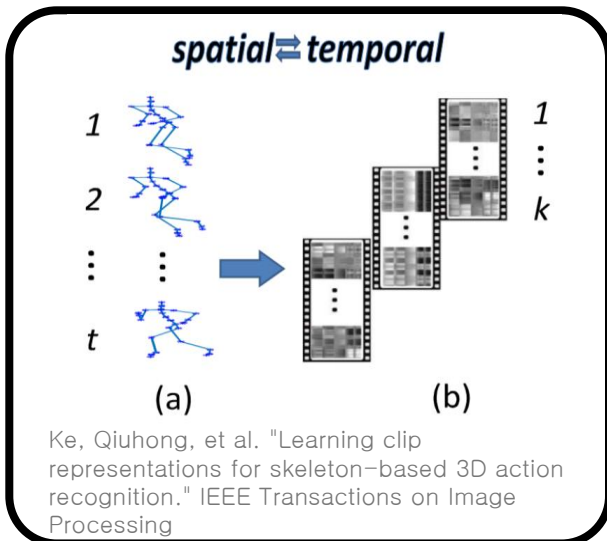 spatial⇄temporal
1
1
2
⋮
⋮
⋮
k
t
(a)
(b)
Ke, Qiuhong, et al. "Learning clip
representations for skeleton-based 3D action
recognition." IEEE Transactions on Image
Processing